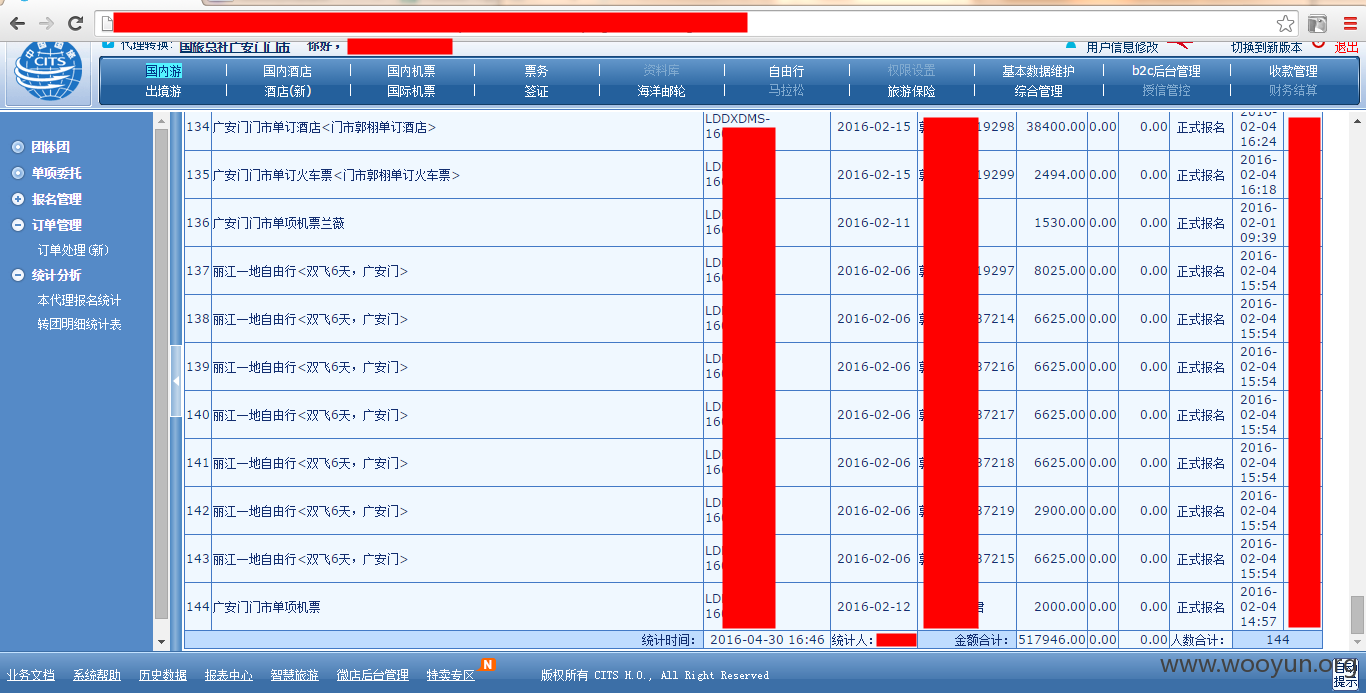 代理转换: 国旅总社广安门门市 你好，
用户信息修改 切换到新版本 退出
CITS
国内游 国内酒店 国内机票 票务 资料库 自由行 权限设置 基本数据维护 b2c后台管理 收款管理
出境游 酒店(新) 国际机票 签证 海洋邮轮 马拉松 旅游保险 综合管理 授信管控 财务结算
团体团
单项委托
报名管理
订单管理
订单处理(新)
统计分析
本代理报名统计
转团明细统计表
134 广安门门市单订酒店<门市郭栩单订酒店> LDDXDMS-16 2016-02-15 19298 38400.00 0.00 0.00 正式报名 2016-02-04 16:24
135 广安门门市单订火车票<门市郭栩单订火车票> LD 16 2016-02-15 19299 2494.00 0.00 0.00 正式报名 2016-02-04 16:18
136 广安门门市单项机票兰薇 LD 16 2016-02-11 1530.00 0.00 0.00 正式报名 2016-02-01 09:39
137 丽江一地自由行<双飞6天，广安门> LD 16 2016-02-06 19297 8025.00 0.00 0.00 正式报名 2016-02-04 15:54
138 丽江一地自由行<双飞6天，广安门> LD 16 2016-02-06 37214 6625.00 0.00 0.00 正式报名 2016-02-04 15:54
139 丽江一地自由行<双飞6天，广安门> LD 16 2016-02-06 37216 6625.00 0.00 0.00 正式报名 2016-02-04 15:54
140 丽江一地自由行<双飞6天，广安门> LD 16 2016-02-06 37217 6625.00 0.00 0.00 正式报名 2016-02-04 15:54
141 丽江一地自由行<双飞6天，广安门> LD 16 2016-02-06 37218 6625.00 0.00 0.00 正式报名 2016-02-04 15:54
142 丽江一地自由行<双飞6天，广安门> LD 16 2016-02-06 37219 2900.00 0.00 0.00 正式报名 2016-02-04 15:54
143 丽江一地自由行<双飞6天，广安门> LD 16 2016-02-06 37215 6625.00 0.00 0.00 正式报名 2016-02-04 15:54
144 广安门门市单项机票 LD 16 2016-02-12 2000.00 0.00 0.00 正式报名 2016-02-04 14:57
统计时间: 2016-04-30 16:46 统计人: 金额合计: 517946.00 0.00 0.00 人数合计: 144
业务文档 系统帮助 历史数据 报表中心 智慧旅游 微店后台管理 特卖专区 N 版权所有 CITS H.O., All Right Reserved
www.wooyun.org
提示